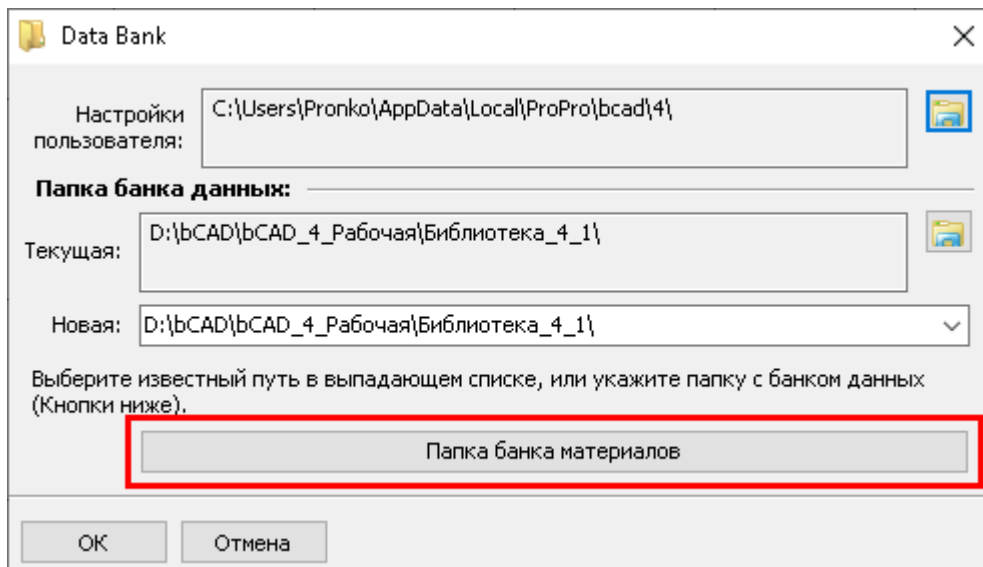 Data Bank
Настройки
пользователя:
C:\Users\Pronko\AppData\Local\ProPro\bcad\4\
Папка банка данных:
Текущая:
D:\bCAD\bCAD_4_Рабочая\Библиотека_4_1\
Новая:
D:\bCAD\bCAD_4_Рабочая\Библиотека_4_1\
Выберите известный путь в выпадающем списке, или укажите папку с банком данных
(Кнопки ниже).
Папка банка материалов
OK
Отмена